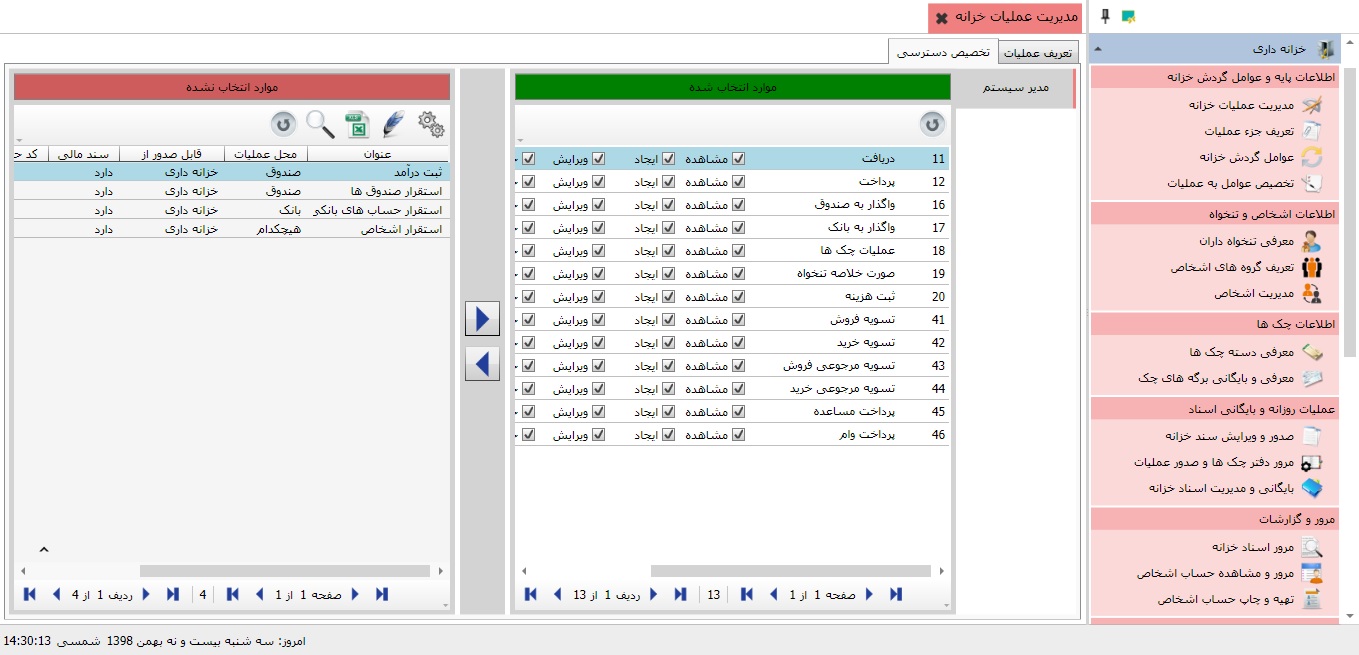 مدیریت عملیات خزانه
خزانه داری
اطلاعات پایه و عوامل گردش خزانه
مدیریت عملیات خزانه
تعریف جزء عملیات
عوامل گردش خزانه
تخصیص عوامل به عملیات
اطلاعات اشخاص و تنخواه
معرفی تنخواه داران
تعریف گروه های اشخاص
مدیریت اشخاص
اطلاعات چک ها
معرفی دسته چک ها
معرفی و بایگانی برگه های چک
عملیات روزانه و بایگانی اسناد
صدور و ویرایش سند خزانه
مرور دفتر چک ها و صدور عملیات
بایگانی و مدیریت اسناد خزانه
مرور و گزارشات
مرور اسناد خزانه
مرور و مشاهده حساب اشخاص
تهیه و چاپ حساب اشخاص
تعریف عملیات تخصیص دسترسی
مدیر سیستم
موارد انتخاب شده
11 دریافت مشاهده ایجاد ویرایش
12 پرداخت مشاهده ایجاد ویرایش
16 واگذار به صندوق مشاهده ایجاد ویرایش
17 واگذار به بانک مشاهده ایجاد ویرایش
18 عملیات چک ها مشاهده ایجاد ویرایش
19 صورت خلاصه تنخواه مشاهده ایجاد ویرایش
20 ثبت هزینه مشاهده ایجاد ویرایش
41 تسویه فروش مشاهده ایجاد ویرایش
42 تسویه خرید مشاهده ایجاد ویرایش
43 تسویه مرجوعی فروش مشاهده ایجاد ویرایش
44 تسویه مرجوعی خرید مشاهده ایجاد ویرایش
45 پرداخت مساعده مشاهده ایجاد ویرایش
46 پرداخت وام مشاهده ایجاد ویرایش
صفحه 1 از 1 13 ردیف 1 از 13
موارد انتخاب نشده
عنوان محل عملیات قابل صدور از سند مالی کد
ثبت درآمد صندوق خزانه داری دارد
استقرار صندوق ها صندوق خزانه داری دارد
استقرار حساب های بانکی بانک خزانه داری دارد
استقرار اشخاص هیچکدام خزانه داری دارد
صفحه 1 از 1 4 ردیف 1 از 4
امروز: سه شنبه بیست و نه بهمن 1398 شمسی 14:30:13